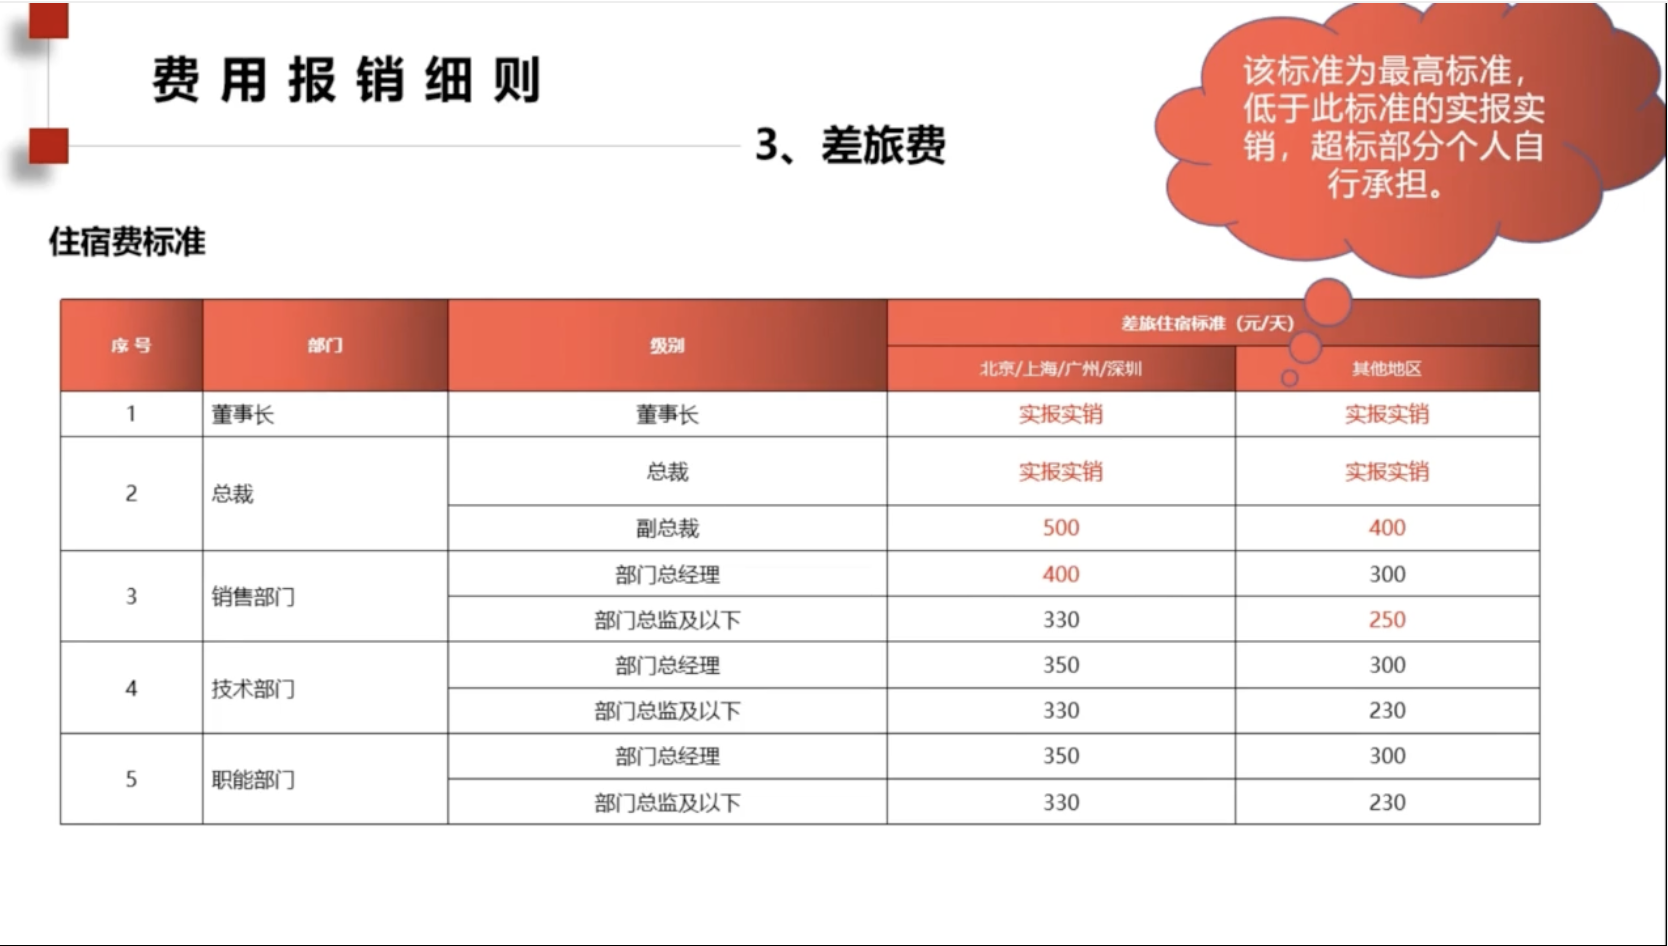 费用报销细则
3、差旅费
该标准为最高标准，
低于此标准的实报实
销，超标部分个人自
行承担。
住宿费标准
序号 部门 级别 差旅住宿标准（元/天）
北京/上海/广州/深圳 其他地区
1 董事长 董事长 实报实销 实报实销
2 总裁 总裁 实报实销 实报实销
副总裁 500 400
3 销售部门 部门总经理 400 300
部门总监及以下 330 250
4 技术部门 部门总经理 350 300
部门总监及以下 330 230
5 职能部门 部门总经理 350 300
部门总监及以下 330 230